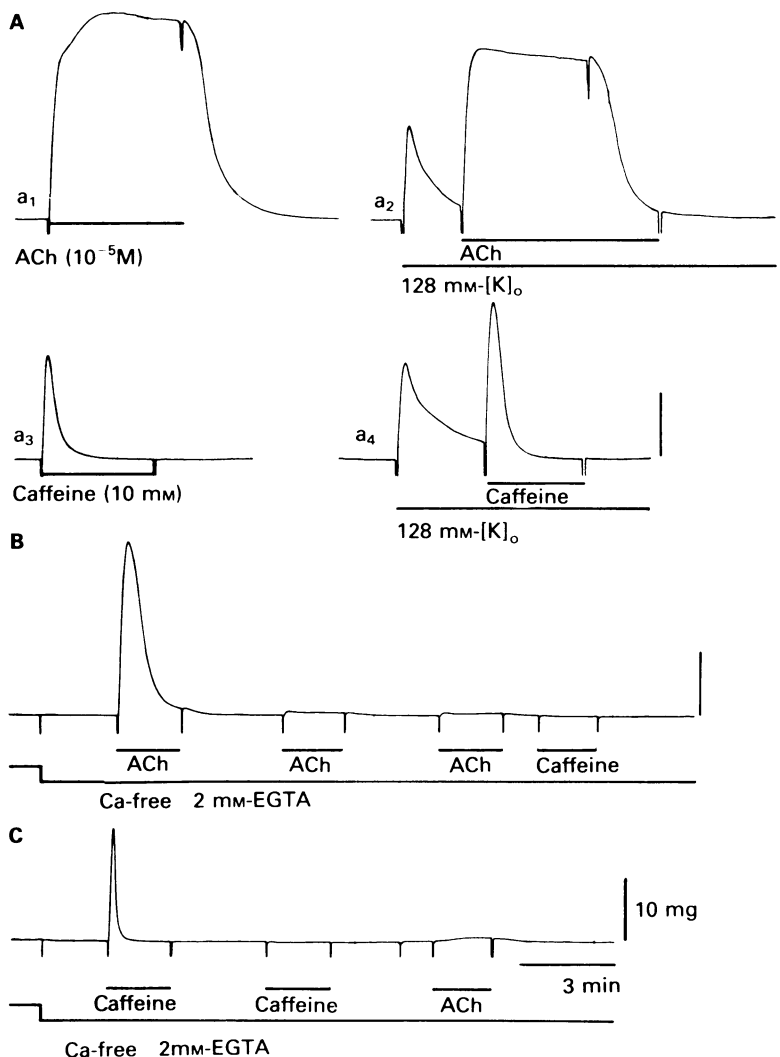 A
a₁
a₂
ACh (10⁻⁵M)
ACh
128 mM-[K]ₒ
a₃
a₄
Caffeine (10 mM)
Caffeine
128 mM-[K]ₒ
B
ACh
ACh
ACh
Caffeine
Ca-free 2 mM-EGTA
C
10 mg
3 min
Caffeine
Caffeine
ACh
Ca-free 2mM-EGTA